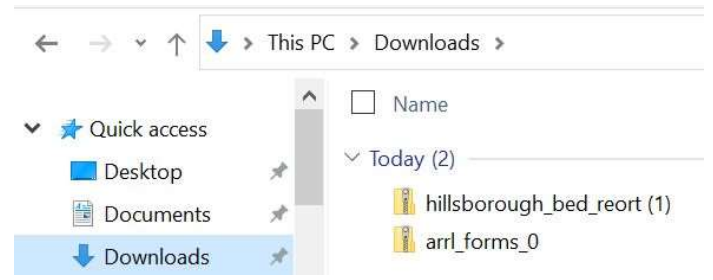 This PC > Downloads >
Name
Quick access
Today (2)
Desktop
hillsborough_bed_reort (1)
Documents
arrl_forms_0
Downloads